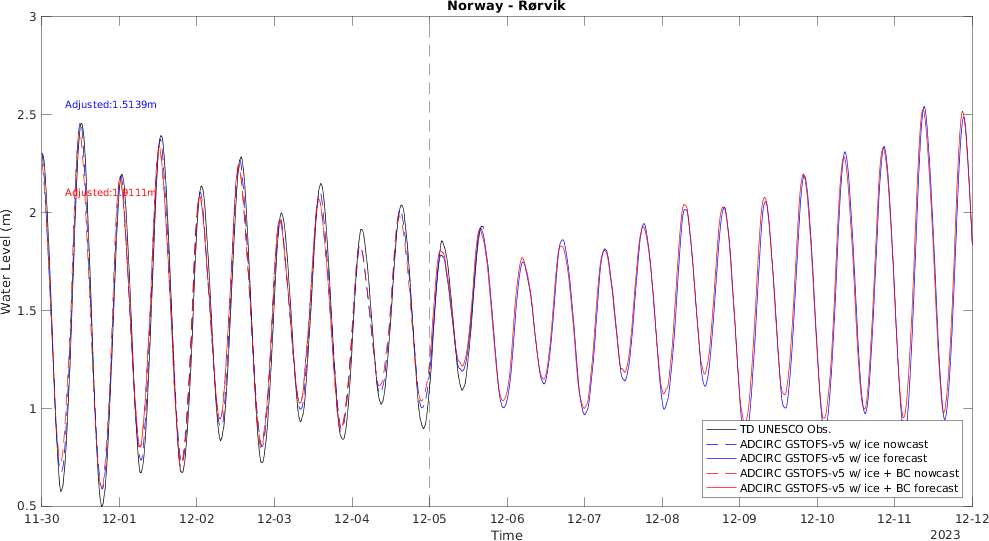 Norway - Rørvik
3
2.5
2
1.5
1
0.5
Water Level (m)
Adjusted:1.5139m
Adjusted:1.9111m
TD UNESCO Obs.
ADCIRC GSTOFS-v5 w/ ice nowcast
ADCIRC GSTOFS-v5 w/ ice forecast
ADCIRC GSTOFS-v5 w/ ice + BC nowcast
ADCIRC GSTOFS-v5 w/ ice + BC forecast
11-30 12-01 12-02 12-03 12-04 12-05 12-06 12-07 12-08 12-09 12-10 12-11 12-12
Time
2023